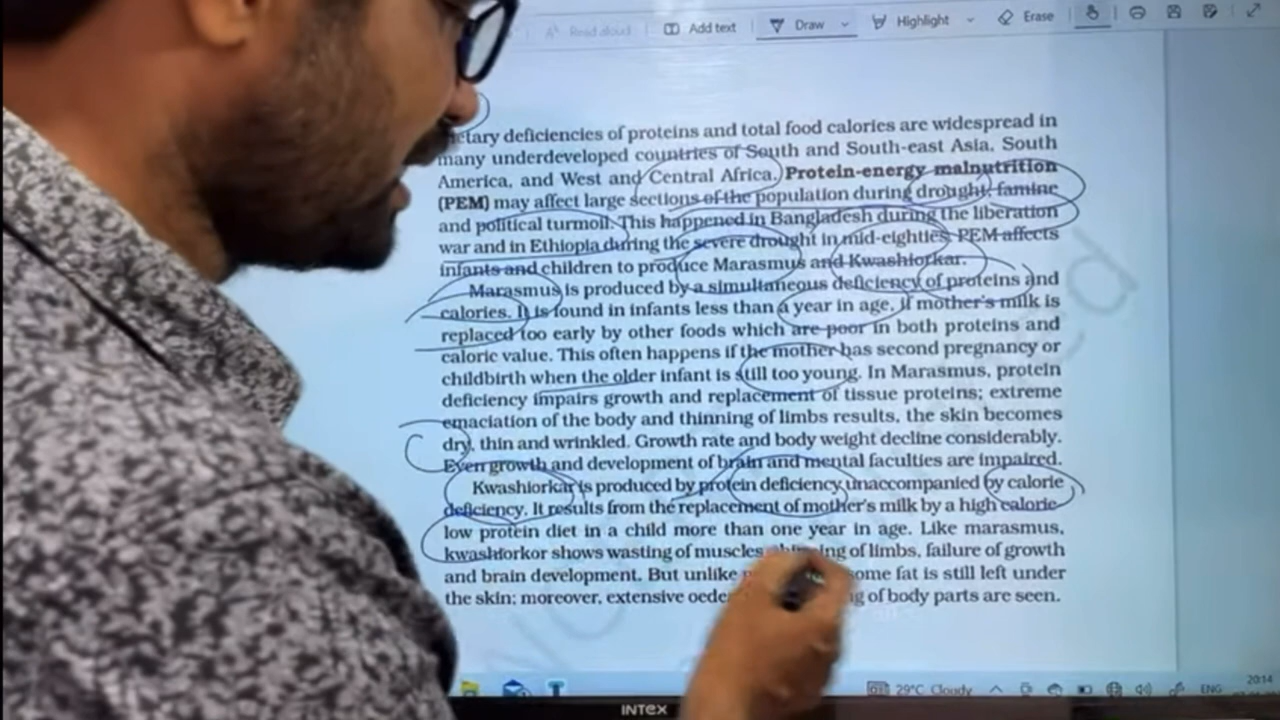 Read aloud Add text Draw Highlight Erase
etary deficiencies of proteins and total food calories are widespread in
many underdeveloped countries of South and South-east Asia, South
America, and West and Central Africa. Protein-energy malnutrition
(PEM) may affect large sections of the population during drought, famine
and political turmoil. This happened in Bangladesh during the liberation
war and in Ethiopia during the severe drought in mid-eighties. PEM affects
infants and children to produce Marasmus and Kwashiorkar.
Marasmus is produced by a simultaneous deficiency of proteins and
calories. It is found in infants less than a year in age, if mother's milk is
replaced too early by other foods which are poor in both proteins and
caloric value. This often happens if the mother has second pregnancy or
childbirth when the older infant is still too young. In Marasmus, protein
deficiency impairs growth and replacement of tissue proteins; extreme
emaciation of the body and thinning of limbs results, the skin becomes
dry, thin and wrinkled. Growth rate and body weight decline considerably.
Even growth and development of brain and mental faculties are impaired.
Kwashiorkar is produced by protein deficiency unaccompanied by calorie
deficiency. It results from the replacement of mother's milk by a high calorie
low protein diet in a child more than one year in age. Like marasmus,
kwashiorkor shows wasting of muscles, of limbs, failure of growth
and brain development. But unlike some fat is still left under
the skin; moreover, extensive of body parts are seen.
29°C Cloudy ENG 20:14
INTEX